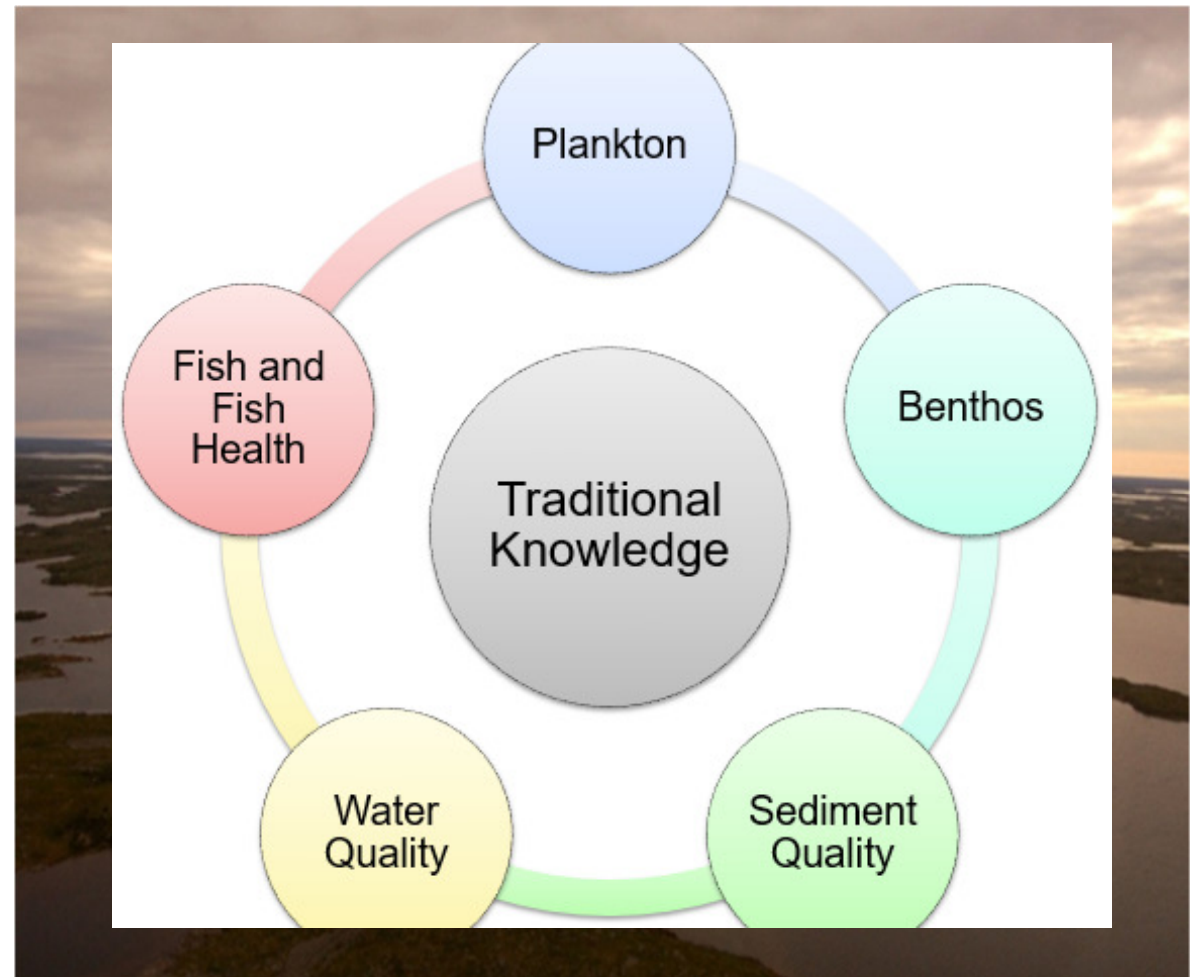 Plankton
Fish and
Fish
Health
Benthos
Traditional
Knowledge
Water
Quality
Sediment
Quality